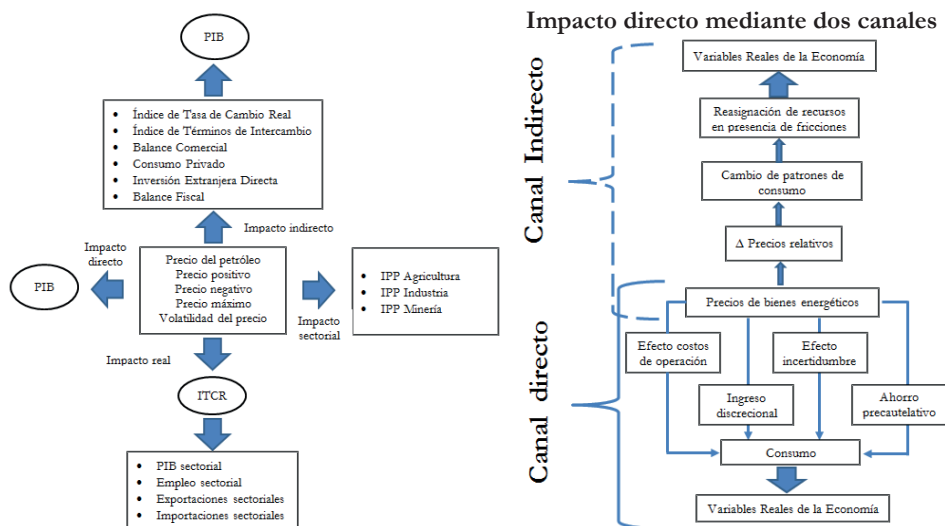 PIB
• Índice de Tasa de Cambio Real
• Índice de Términos de Intercambio
• Balance Comercial
• Consumo Privado
• Inversión Extranjera Directa
• Balance Fiscal
Impacto indirecto
Impacto
directo
PIB
Precio del petróleo
Precio positivo
Precio negativo
Precio máximo
Volatilidad del precio
Impacto
sectorial
• IPP Agricultura
• IPP Industria
• IPP Minería
Impacto real
ITCR
• PIB sectorial
• Empleo sectorial
• Exportaciones sectoriales
• Importaciones sectoriales
Impacto directo mediante dos canales
Canal Indirecto
Variables Reales de la Economía
Reasignación de recursos
en presencia de fricciones
Cambio de patrones de
consumo
Δ Precios relativos
Canal directo
Precios de bienes energéticos
Efecto costos
de operación
Efecto
incertidumbre
Ingreso
discrecional
Ahorro
precautelativo
Consumo
Variables Reales de la Economía